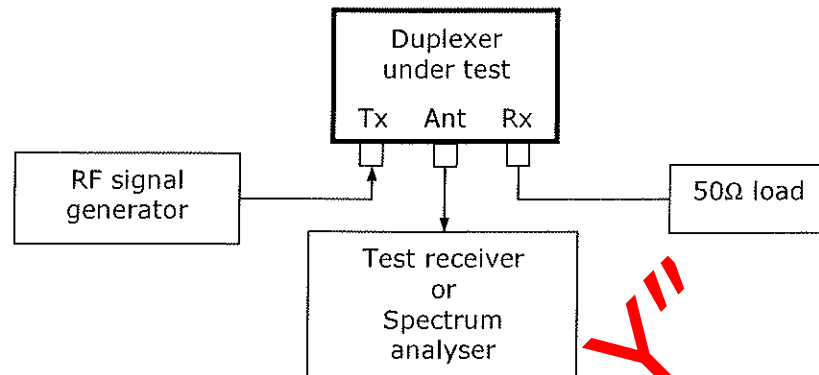 Duplexer
under test
Tx Ant Rx
RF signal
generator
50Ω load
Test receiver
or
Spectrum
analyser
Y"